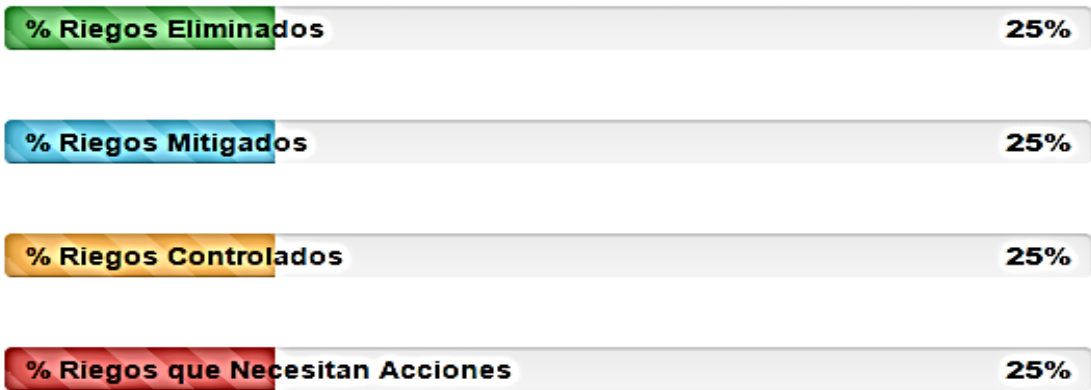 % Riegos Eliminados 25%
% Riegos Mitigados 25%
% Riegos Controlados 25%
% Riegos que Necesitan Acciones 25%